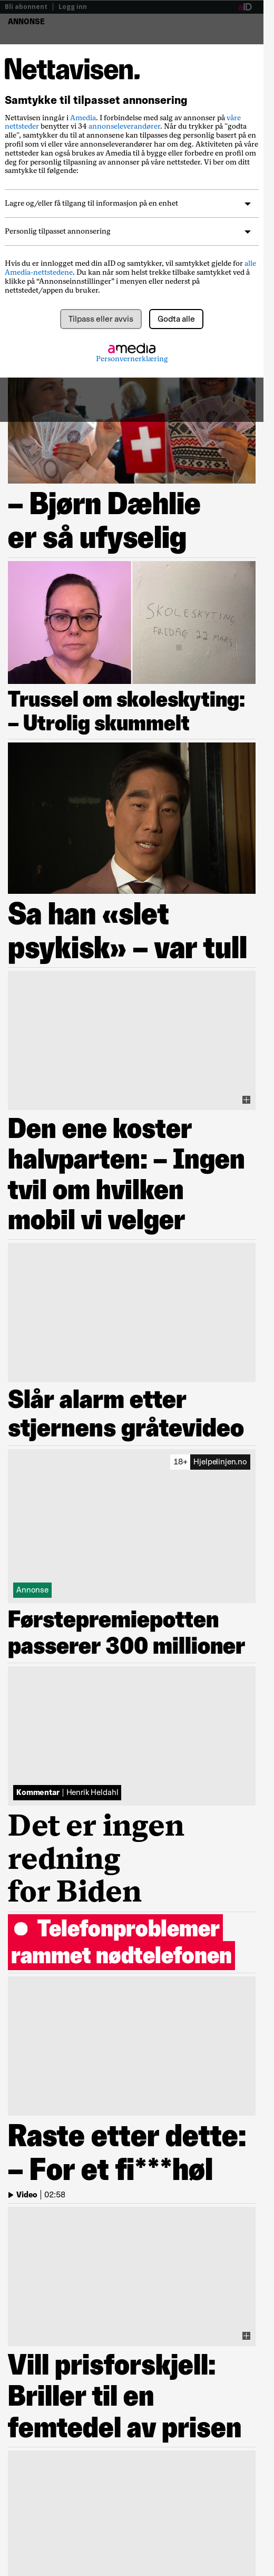 Bli abonnent | Logg inn
aID
ANNONSE
Nettavisen.
Samtykke til tilpasset annonsering
Nettavisen inngår i Amedia. I forbindelse med salg av annonser på våre
nettsteder benytter vi 34 annonseleverandører. Når du trykker på "godta
alle", samtykker du til at annonsene kan tilpasses deg personlig basert på en
profil som vi eller våre annonseleverandører har om deg. Aktiviteten på våre
nettsteder kan også brukes av Amedia til å bygge eller forbedre en profil om
deg for personlig tilpasning av annonser på våre nettsteder. Vi ber om ditt
samtykke til følgende:
Lagre og/eller få tilgang til informasjon på en enhet
Personlig tilpasset annonsering
Hvis du er innlogget med din aID og samtykker, vil samtykket gjelde for alle
Amedia-nettstedene. Du kan når som helst trekke tilbake samtykket ved å
klikke på “Annonseinnstillinger” i menyen eller nederst på
nettstedet/appen du bruker.
Tilpass eller avvis
Godta alle
amedia
Personvernerklæring
– Bjørn Dæhlie
er så ufyselig
SKOLESKYTING
FREDAG 22 MARS
Trussel om skoleskyting:
– Utrolig skummelt
Sa han «slet
psykisk» – var tull
Den ene koster
halvparten: – Ingen
tvil om hvilken
mobil vi velger
Slår alarm etter
stjernens gråtevideo
18+ Hjelpelinjen.no
Annonse
Førstepremiepotten
passerer 300 millioner
Kommentar | Henrik Heldahl
Det er ingen
redning
for Biden
Telefonproblemer
rammet nødtelefonen
Raste etter dette:
– For et fi***høl
Video | 02:58
Vill prisforskjell:
Briller til en
femtedel av prisen